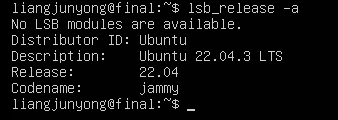 liangjunyong@final:~$ lsb_release -a
No LSB modules are available.
Distributor ID: Ubuntu
Description:    Ubuntu 22.04.3 LTS
Release:        22.04
Codename:       jammy
liangjunyong@final:~$ _